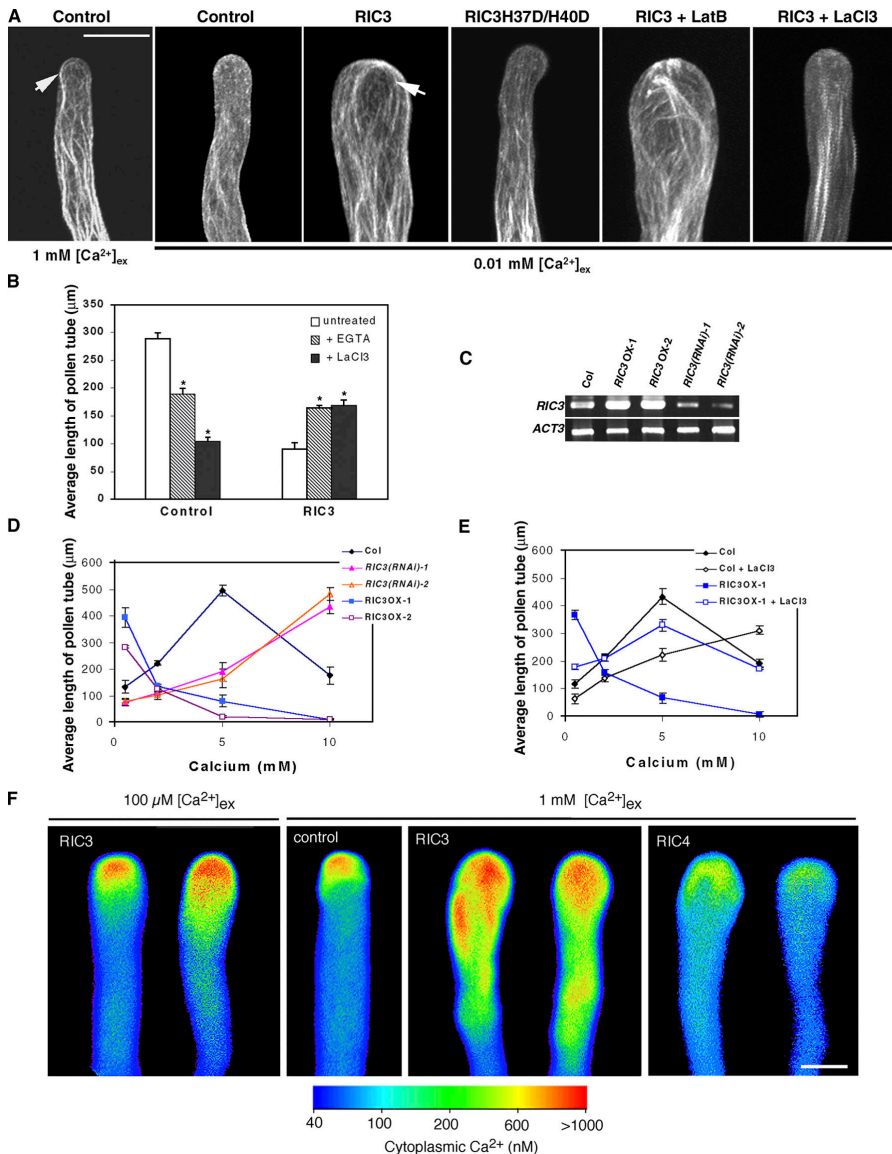 A
Control
Control
RIC3
RIC3H37D/H40D
RIC3 + LatB
RIC3 + LaCl3
1 mM [Ca²⁺]ex
0.01 mM [Ca²⁺]ex
B
Average length of pollen tube (µm)
350
300
250
200
150
100
50
0
untreated
+ EGTA
+ LaCl3
*
*
*
*
Control
RIC3
C
Col
RIC3 OX-1
RIC3 OX-2
RIC3(RNAi)-1
RIC3(RNAi)-2
RIC3
ACT3
D
Average length of pollen tube (µm)
600
500
400
300
200
100
0
0
5
10
Calcium (mM)
Col
RIC3(RNAi)-1
RIC3(RNAi)-2
RIC3OX-1
RIC3OX-2
E
Average length of pollen tube (µm)
600
500
400
300
200
100
0
0
5
10
Calcium (mM)
Col
Col + LaCl3
RIC3OX-1
RIC3OX-1 + LaCl3
F
100 µM [Ca²⁺]ex
1 mM [Ca²⁺]ex
RIC3
control
RIC3
RIC4
40
100
200
600
>1000
Cytoplasmic Ca²⁺ (nM)